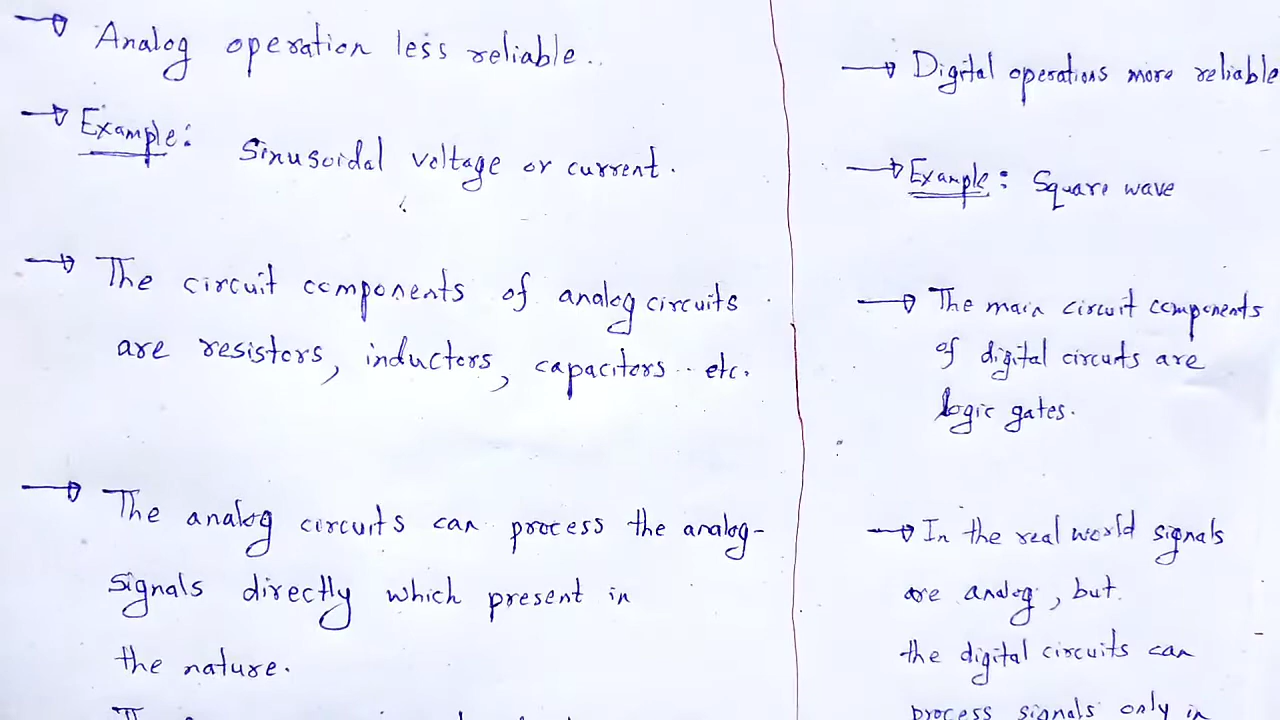 → Analog operation less reliable..
→ Example: Sinusoidal voltage or current.
→ The circuit components of analog circuits
are resistors, inductors, capacitors.. etc.
→ The analog circuits can process the analog-
signals directly which present in
the nature.
→ Digital operations more reliable
→ Example: Square wave
→ The main circuit components
of digital circuits are
logic gates.
→ In the real world signals
are analog, but.
the digital circuits can
process signals only in